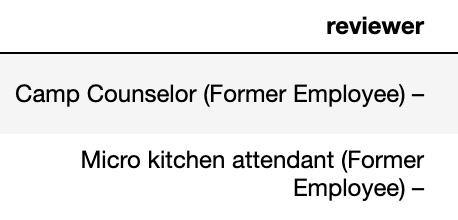 reviewer
Camp Counselor (Former Employee) –
Micro kitchen attendant (Former
Employee) –